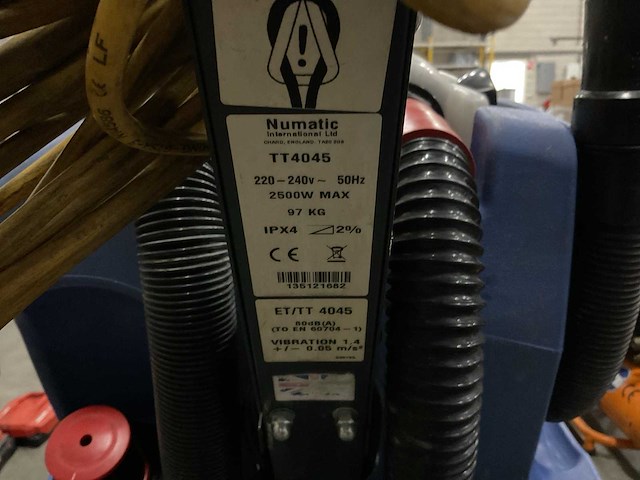 Numatic
International Ltd
TT4045
220-240v~ 50Hz
2500W MAX
97 KG
IPX4 2%
CE
135121682
ET/TT 4045
80dB(A)
(TO EN 60704-1)
VIBRATION 1.4
+/- 0.05 m/s²